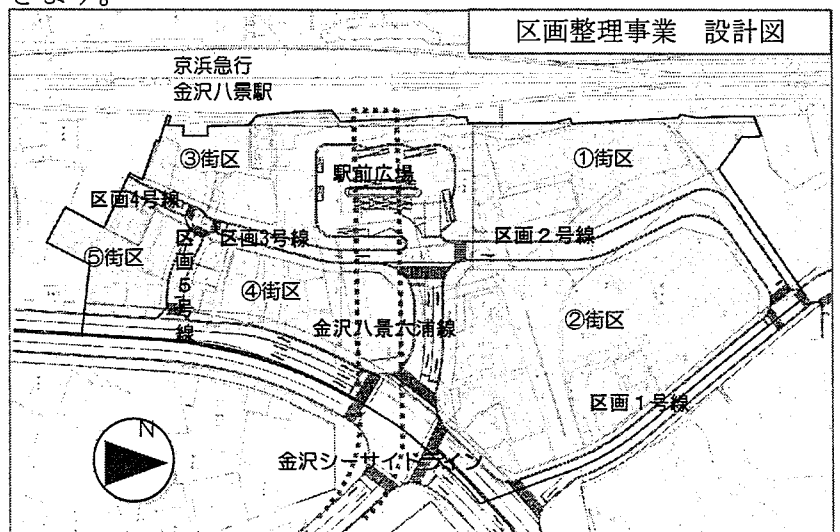 きます。
区画整理事業 設計図
京浜急行
金沢八景駅
③街区
駅前広場
①街区
区画4号線
区画3号線
区画2号線
⑤街区
区画5号線
④街区
金沢八景六浦線
②街区
区画1号線
N
金沢シーサイドライン